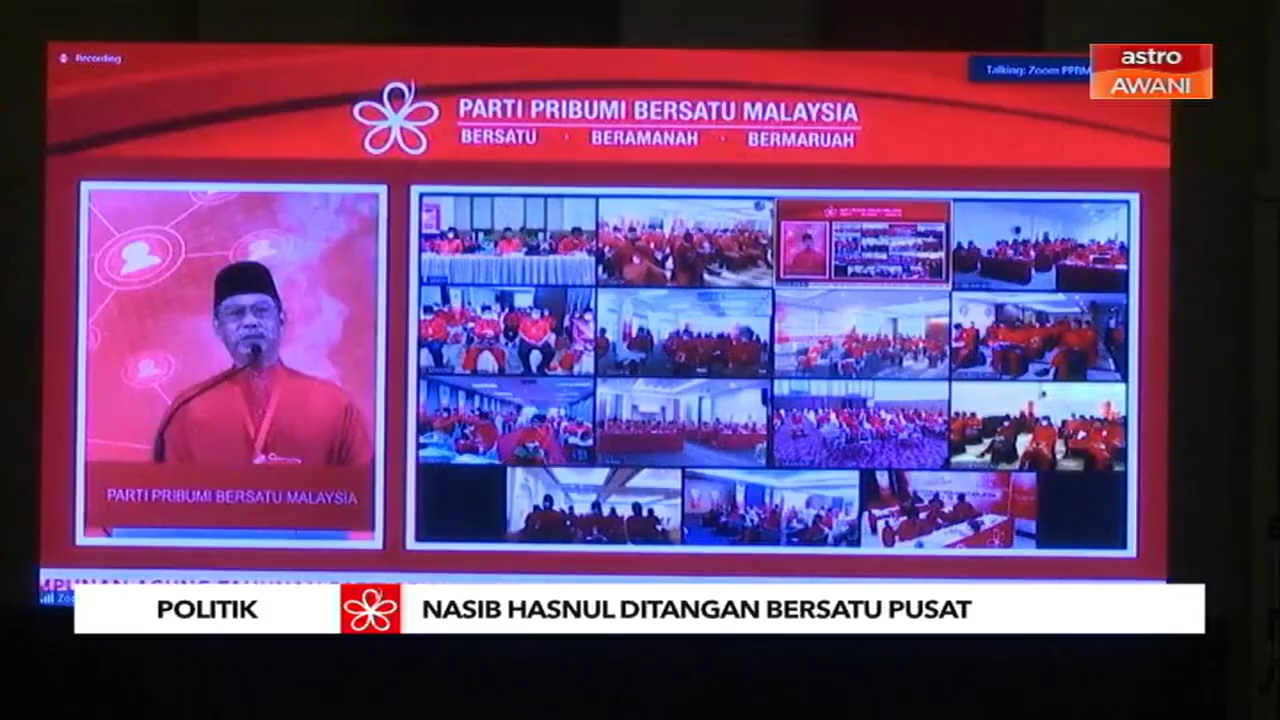 Recording
Talking: Zoom PPBM
astro
AWANI
PARTI PRIBUMI BERSATU MALAYSIA
BERSATU · BERAMANAH · BERMARUAH
PARTI PRIBUMI BERSATU MALAYSIA
POLITIK
NASIB HASNUL DITANGAN BERSATU PUSAT